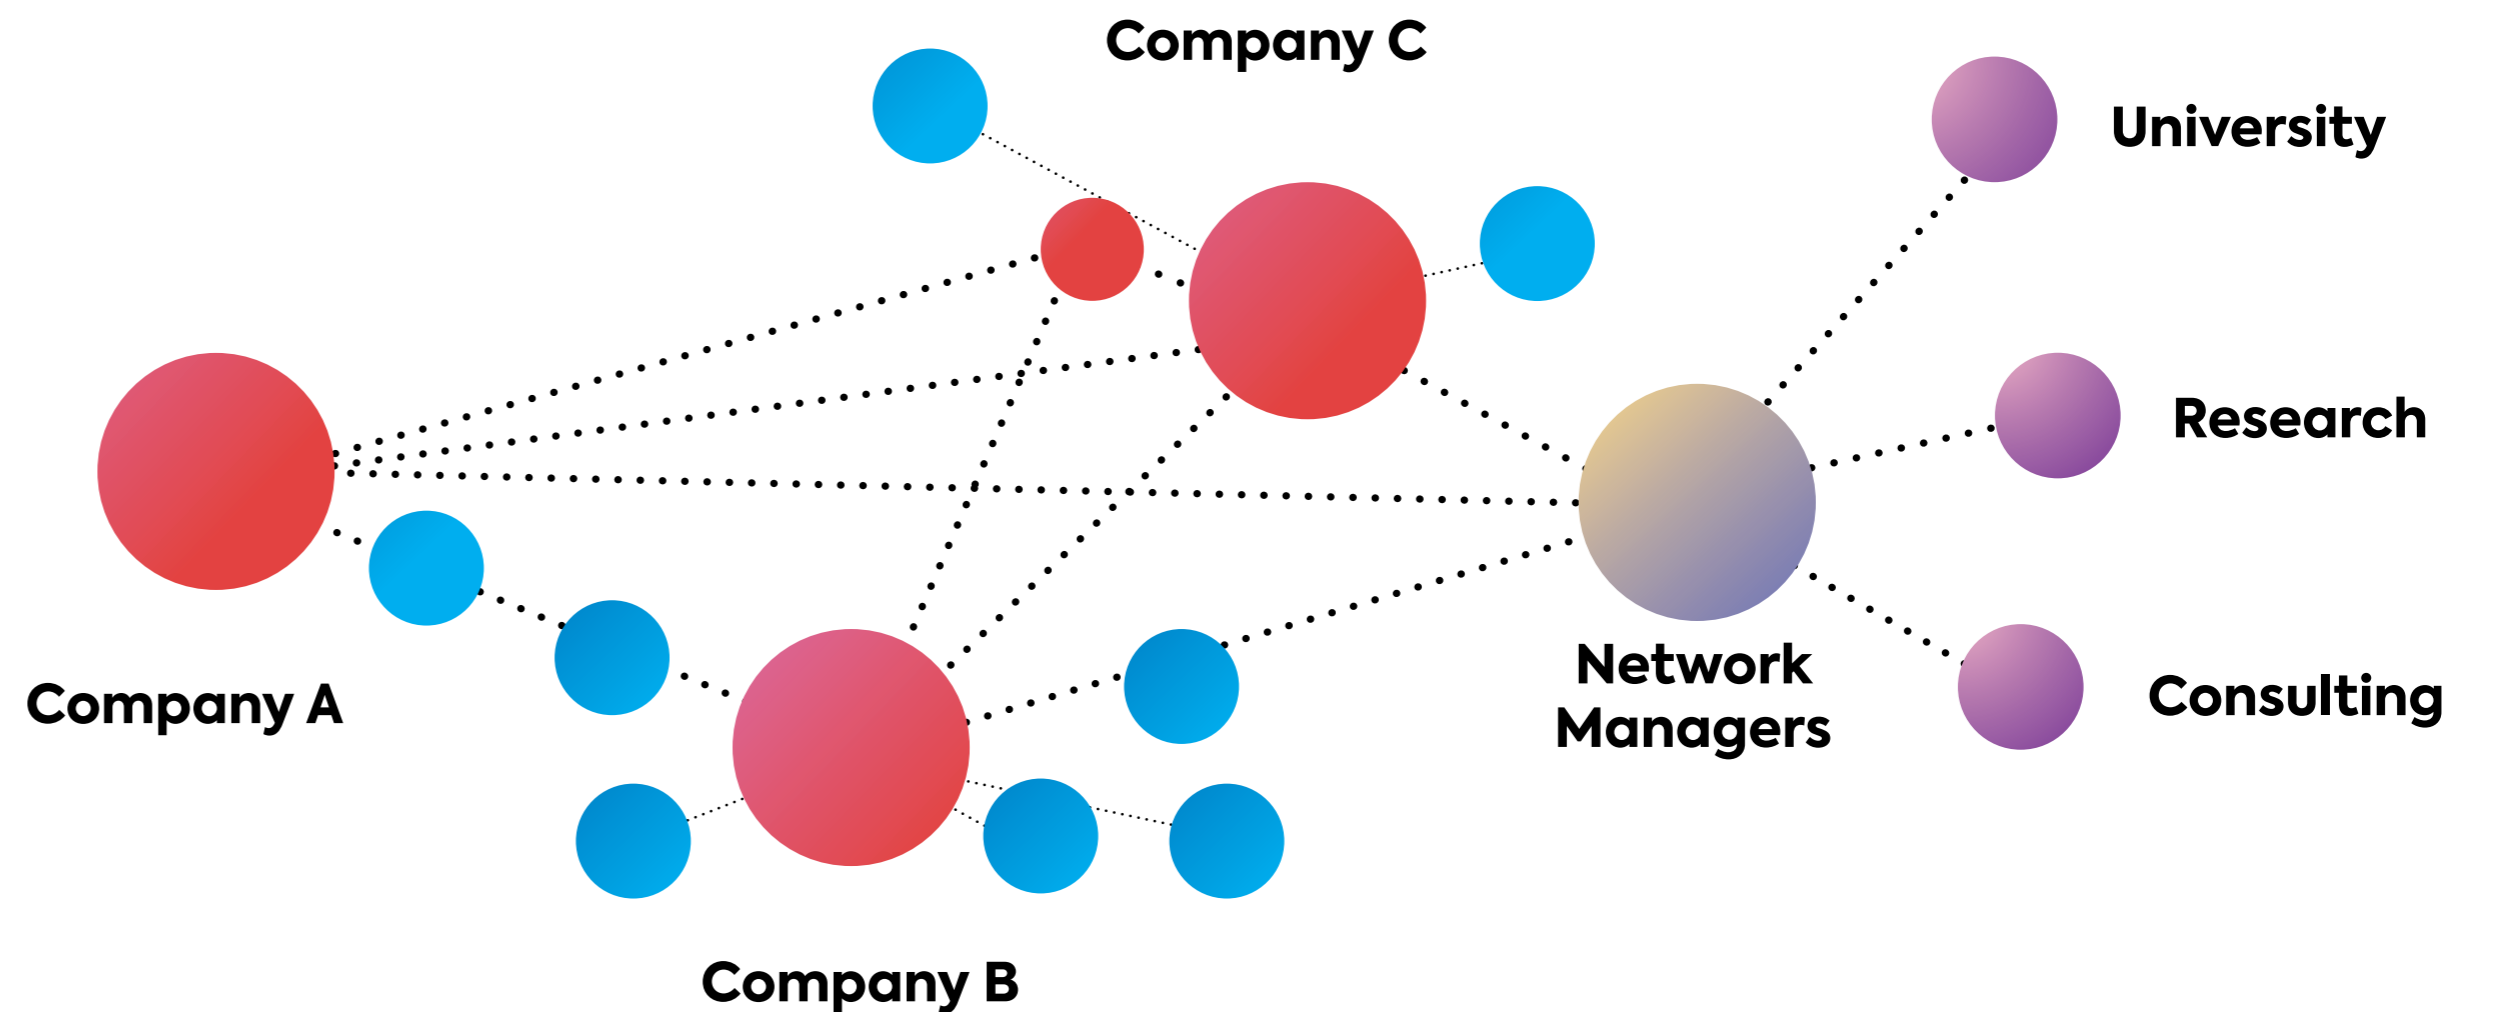 Company C
University
Research
Company A
Network
Managers
Consulting
Company B